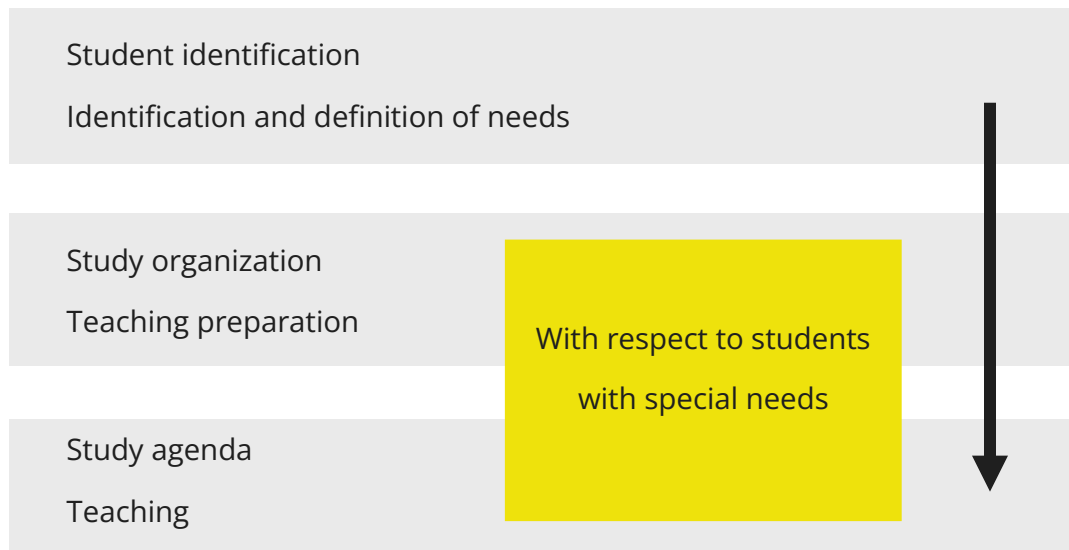 Student identification
Identification and definition of needs
Study organization
Teaching preparation
With respect to students
with special needs
Study agenda
Teaching